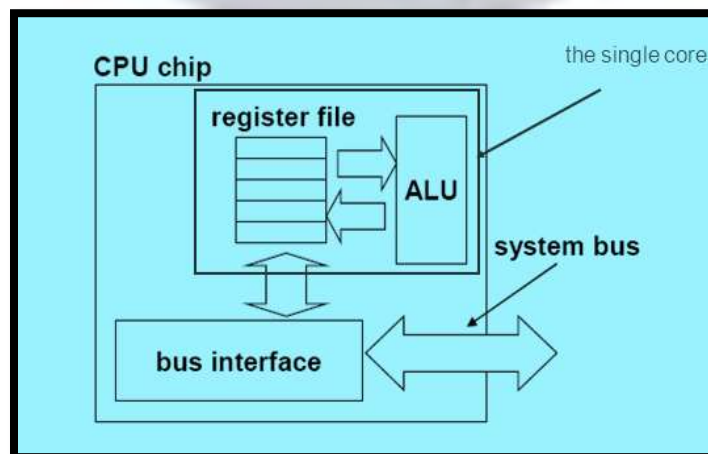 the single core
CPU chip
register file
ALU
system bus
bus interface